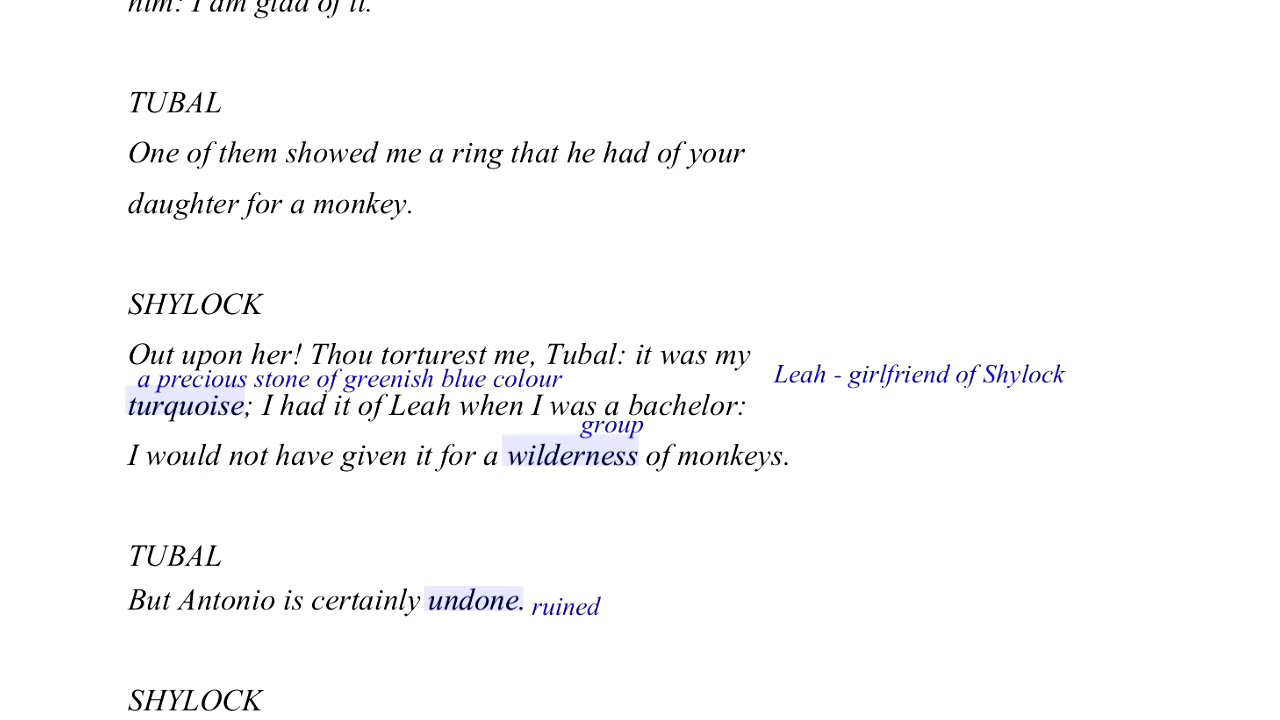 him: I am glad of it.
TUBAL
One of them showed me a ring that he had of your
daughter for a monkey.
SHYLOCK
Out upon her! Thou torturest me, Tubal: it was my
a precious stone of greenish blue colour
Leah - girlfriend of Shylock
turquoise; I had it of Leah when I was a bachelor:
group
I would not have given it for a wilderness of monkeys.
TUBAL
But Antonio is certainly undone. ruined
SHYLOCK